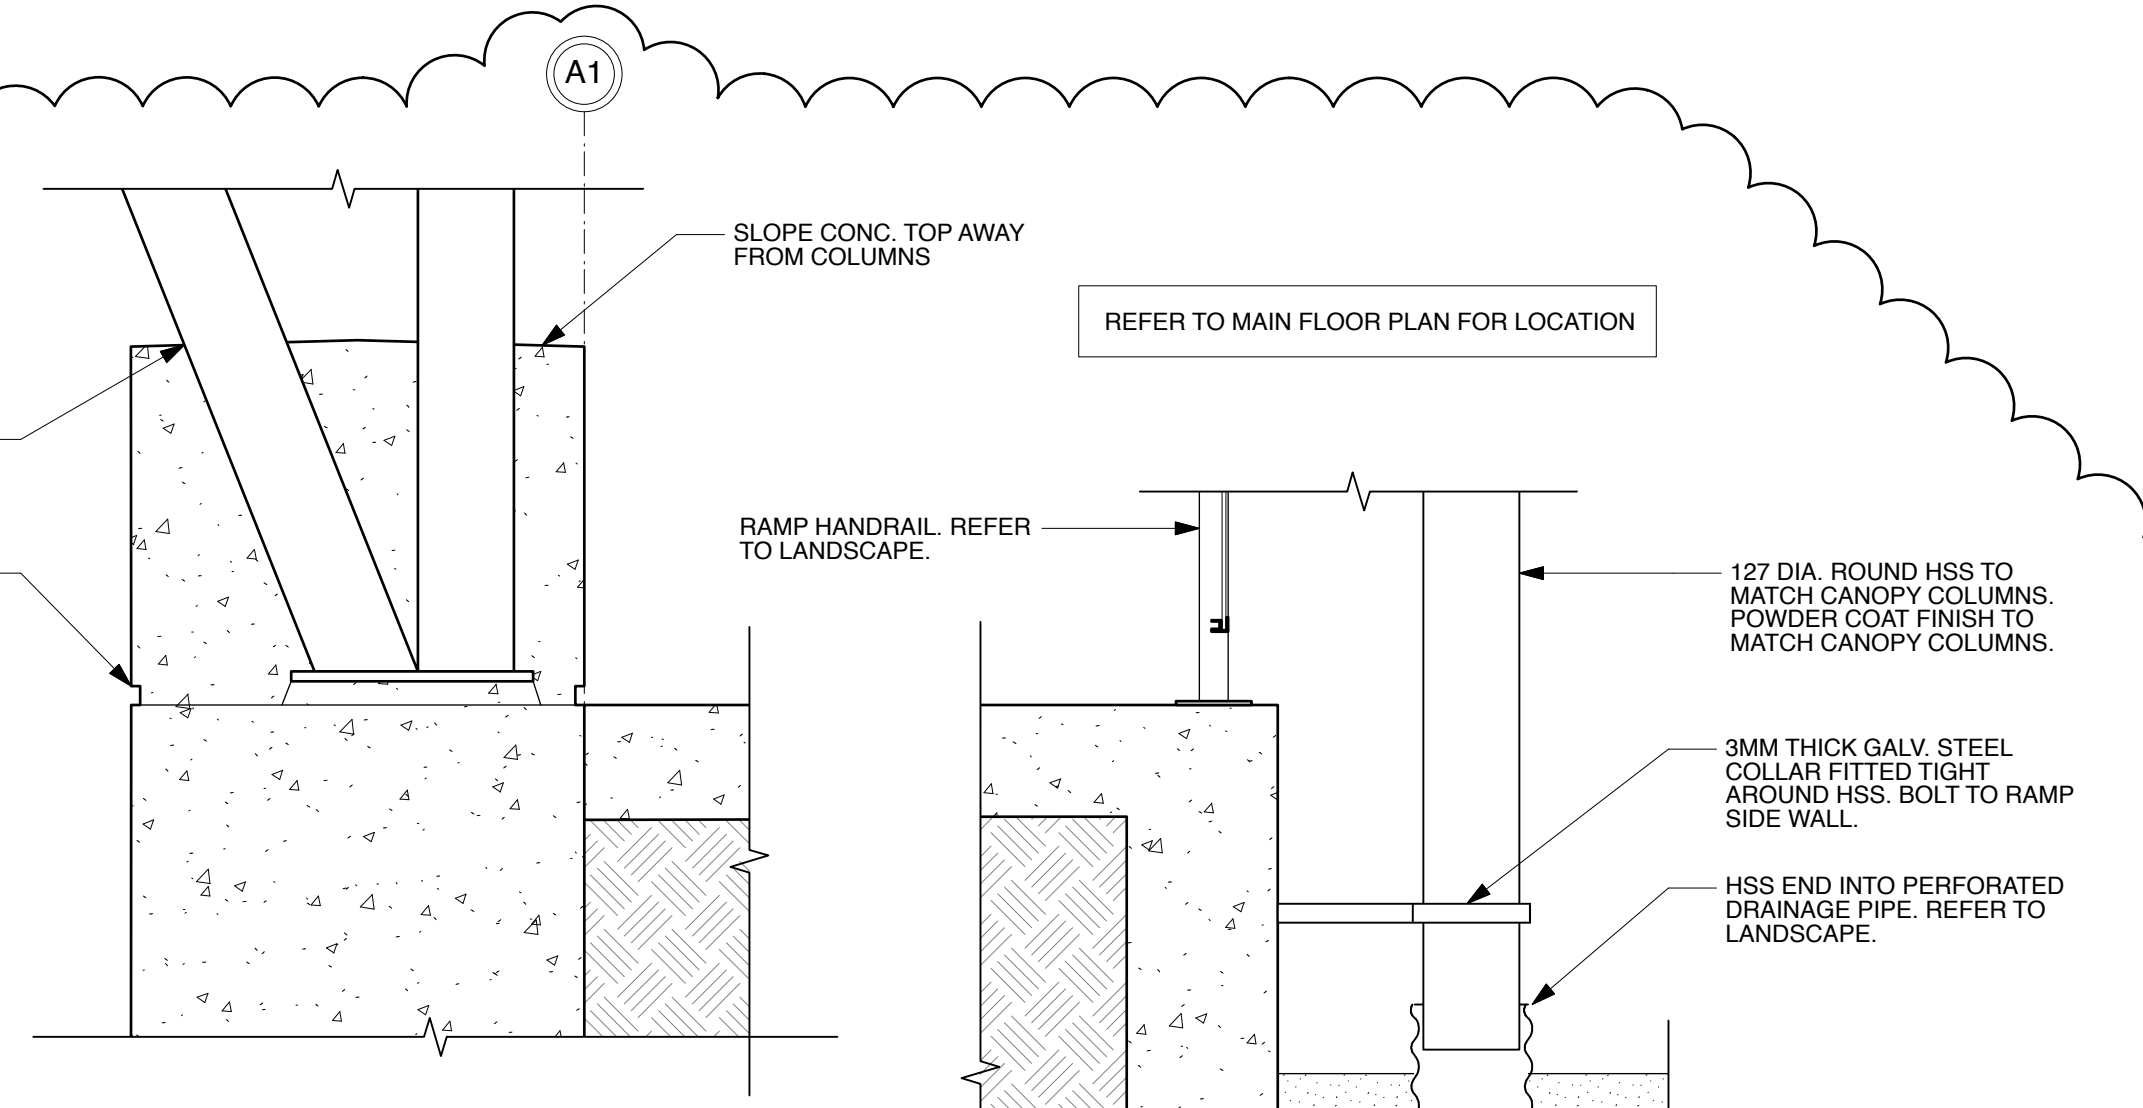 A1
SLOPE CONC. TOP AWAY
FROM COLUMNS
REFER TO MAIN FLOOR PLAN FOR LOCATION
RAMP HANDRAIL. REFER
TO LANDSCAPE.
127 DIA. ROUND HSS TO
MATCH CANOPY COLUMNS.
POWDER COAT FINISH TO
MATCH CANOPY COLUMNS.
3MM THICK GALV. STEEL
COLLAR FITTED TIGHT
AROUND HSS. BOLT TO RAMP
SIDE WALL.
HSS END INTO PERFORATED
DRAINAGE PIPE. REFER TO
LANDSCAPE.